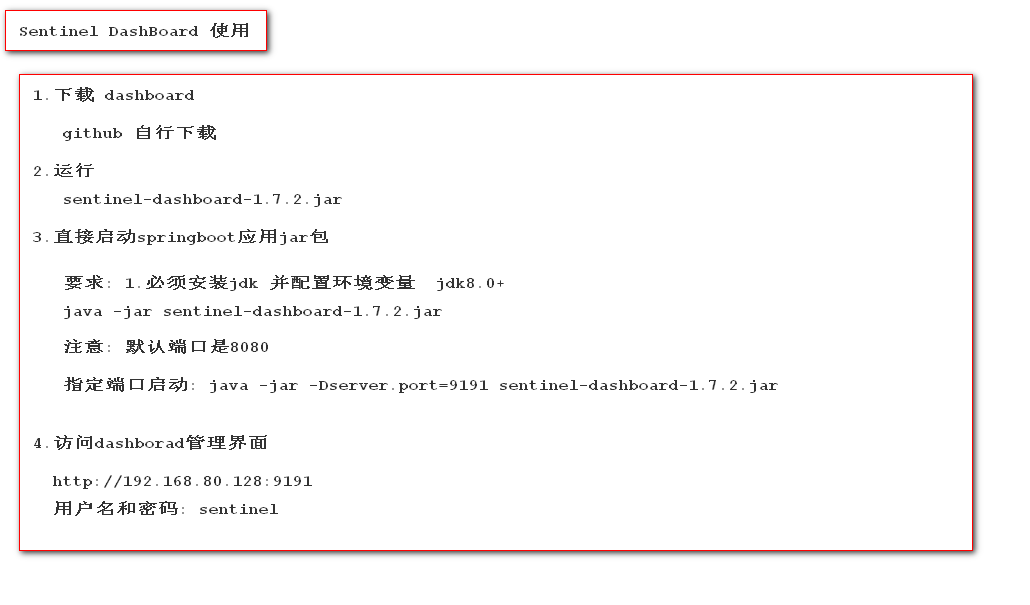 Sentinel DashBoard 使用
1.下载 dashboard
github 自行下载
2.运行
sentinel-dashboard-1.7.2.jar
3.直接启动springboot应用jar包
要求: 1.必须安装jdk 并配置环境变量 jdk8.0+
java -jar sentinel-dashboard-1.7.2.jar
注意: 默认端口是8080
指定端口启动: java -jar -Dserver.port=9191 sentinel-dashboard-1.7.2.jar
4.访问dashborad管理界面
http://192.168.80.128:9191
用户名和密码: sentinel